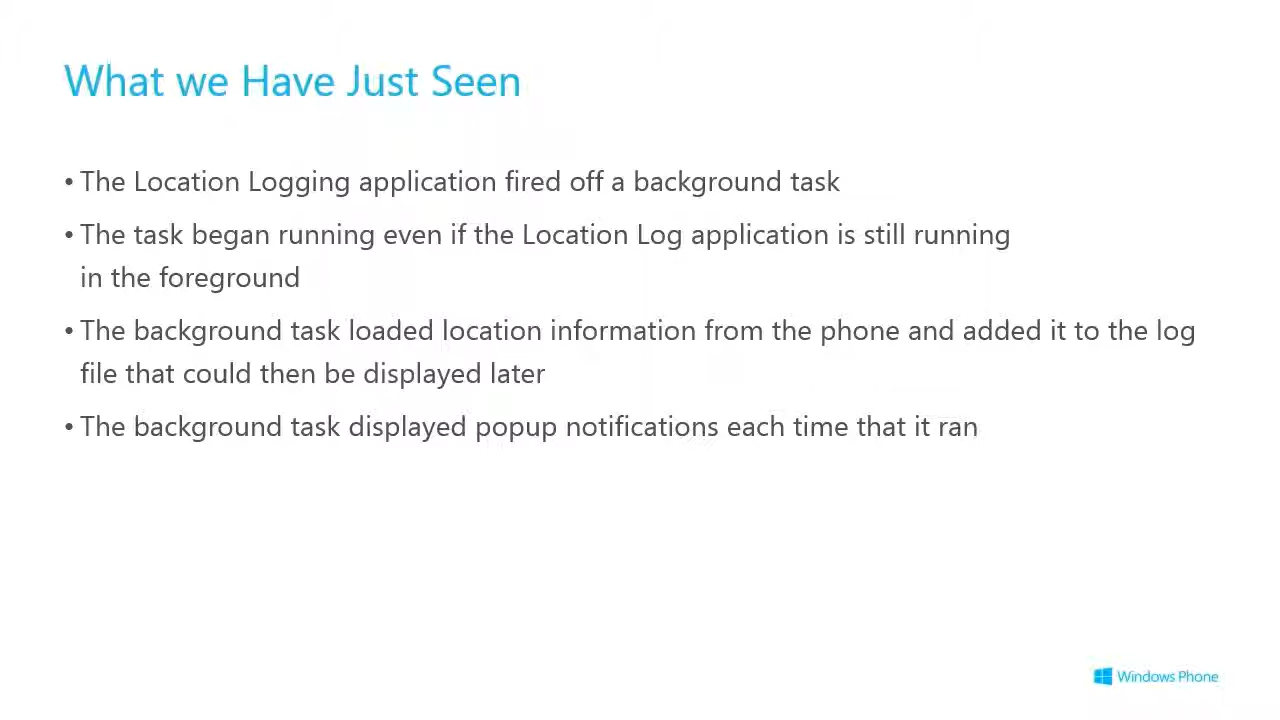 What we Have Just Seen
• The Location Logging application fired off a background task
• The task began running even if the Location Log application is still running
in the foreground
• The background task loaded location information from the phone and added it to the log
file that could then be displayed later
• The background task displayed popup notifications each time that it ran
Windows Phone